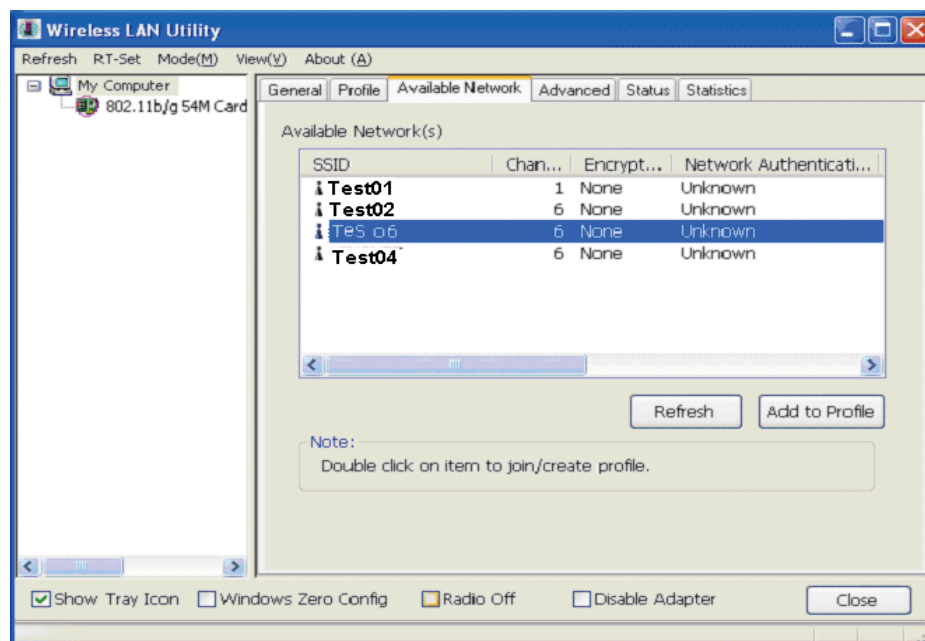 Wireless LAN Utility
Refresh RT-Set Mode(M) View(V) About (A)
My Computer
802.11b/g 54M Card
General Profile Available Network Advanced Status Statistics
Available Network(s)
SSID Chan... Encrypt... Network Authenticati...
Test01 1 None Unknown
Test02 6 None Unknown
TeS o6 6 None Unknown
Test04 6 None Unknown
Refresh Add to Profile
Note:
Double click on item to join/create profile.
Show Tray Icon Windows Zero Config Radio Off Disable Adapter Close